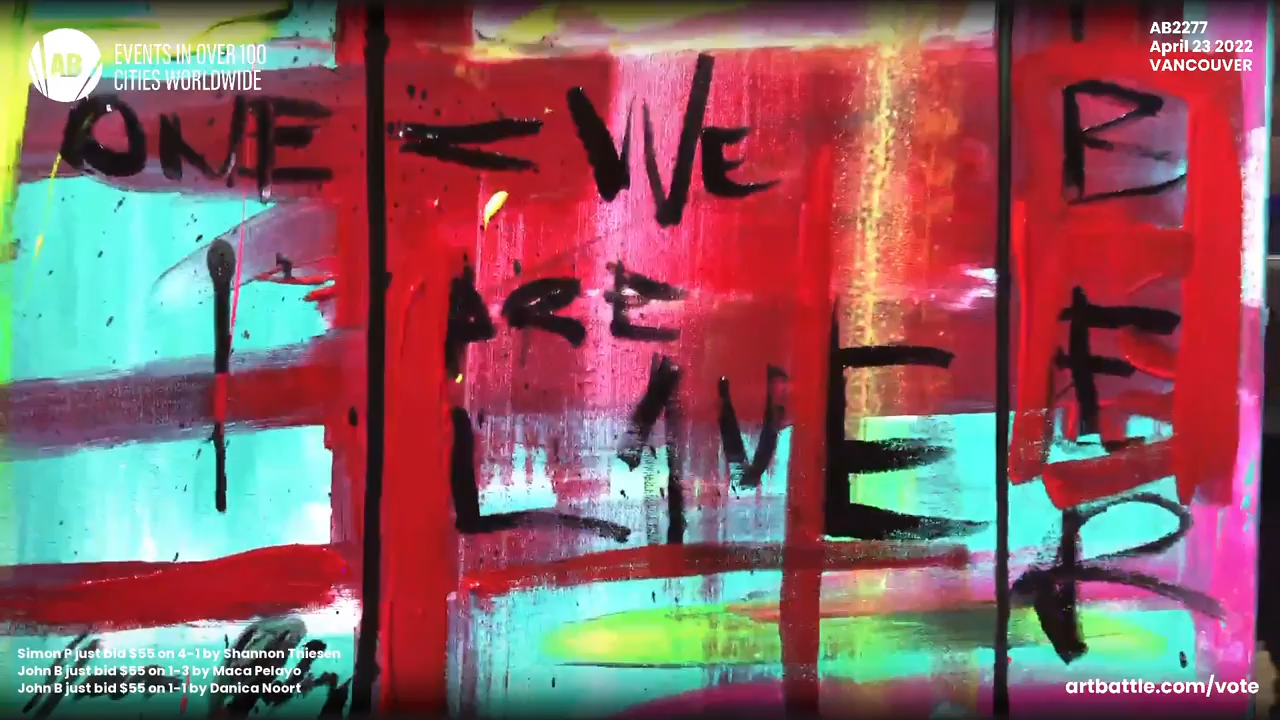 AB
EVENTS IN OVER 100
CITIES WORLDWIDE
AB2277
April 23 2022
VANCOUVER
ONE < WE
ARE
LIVE
B
E
R
Simon P just bid $55 on 4-1 by Shannon Thiesen
John B just bid $55 on 1-3 by Maca Pelayo
John B just bid $55 on 1-1 by Danica Noort
artbattle.com/vote